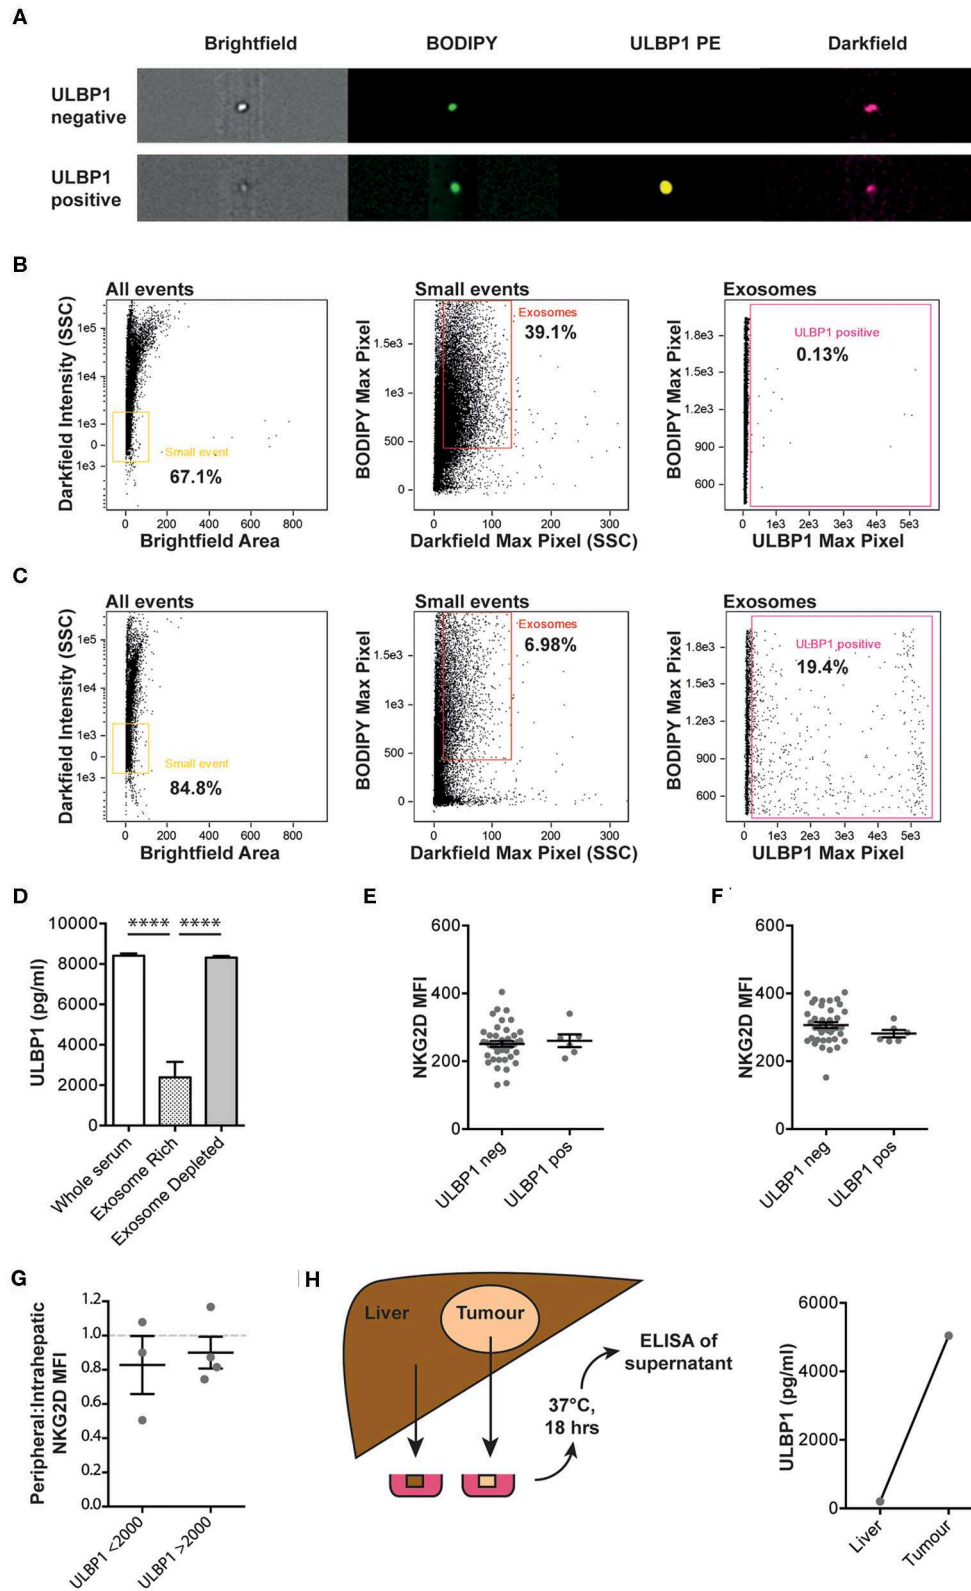 A
Brightfield
BODIPY
ULBP1 PE
Darkfield
ULBP1
negative
ULBP1
positive
B
All events
Darkfield Intensity (SSC)
1e5
1e4
1e3
0
1e3
Small event
67.1%
0
200
400
600
800
Brightfield Area
Small events
BODIPY Max Pixel
1.5e3
1e3
500
0
Exosomes
39.1%
0
100
200
300
Darkfield Max Pixel (SSC)
Exosomes
BODIPY Max Pixel
1.8e3
1.5e3
1.2e3
900
600
ULBP1 positive
0.13%
0
1e3
2e3
3e3
4e3
5e3
ULBP1 Max Pixel
C
All events
Darkfield Intensity (SSC)
1e5
1e4
1e3
0
1e3
Small event
84.8%
0
200
400
600
800
Brightfield Area
Small events
BODIPY Max Pixel
1.5e3
1e3
500
0
Exosomes
6.98%
0
100
200
300
Darkfield Max Pixel (SSC)
Exosomes
BODIPY Max Pixel
1.8e3
1.5e3
1.2e3
900
600
ULBP1 positive
19.4%
0
1e3
2e3
3e3
4e3
5e3
ULBP1 Max Pixel
D
ULBP1 (pg/ml)
10000
8000
6000
4000
2000
0
****
****
Whole serum
Exosome Rich
Exosome Depleted
E
NKG2D MFI
600
400
200
0
ULBP1 neg
ULBP1 pos
F
NKG2D MFI
600
400
200
0
ULBP1 neg
ULBP1 pos
G
Peripheral:Intrahepatic
NKG2D MFI
1.2
1.0
0.8
0.6
0.4
0.2
0.0
ULBP1 <2000
ULBP1 >2000
H
Liver
Tumour
37°C,
18 hrs
ELISA of
supernatant
ULBP1 (pg/ml)
6000
4000
2000
0
Liver
Tumour